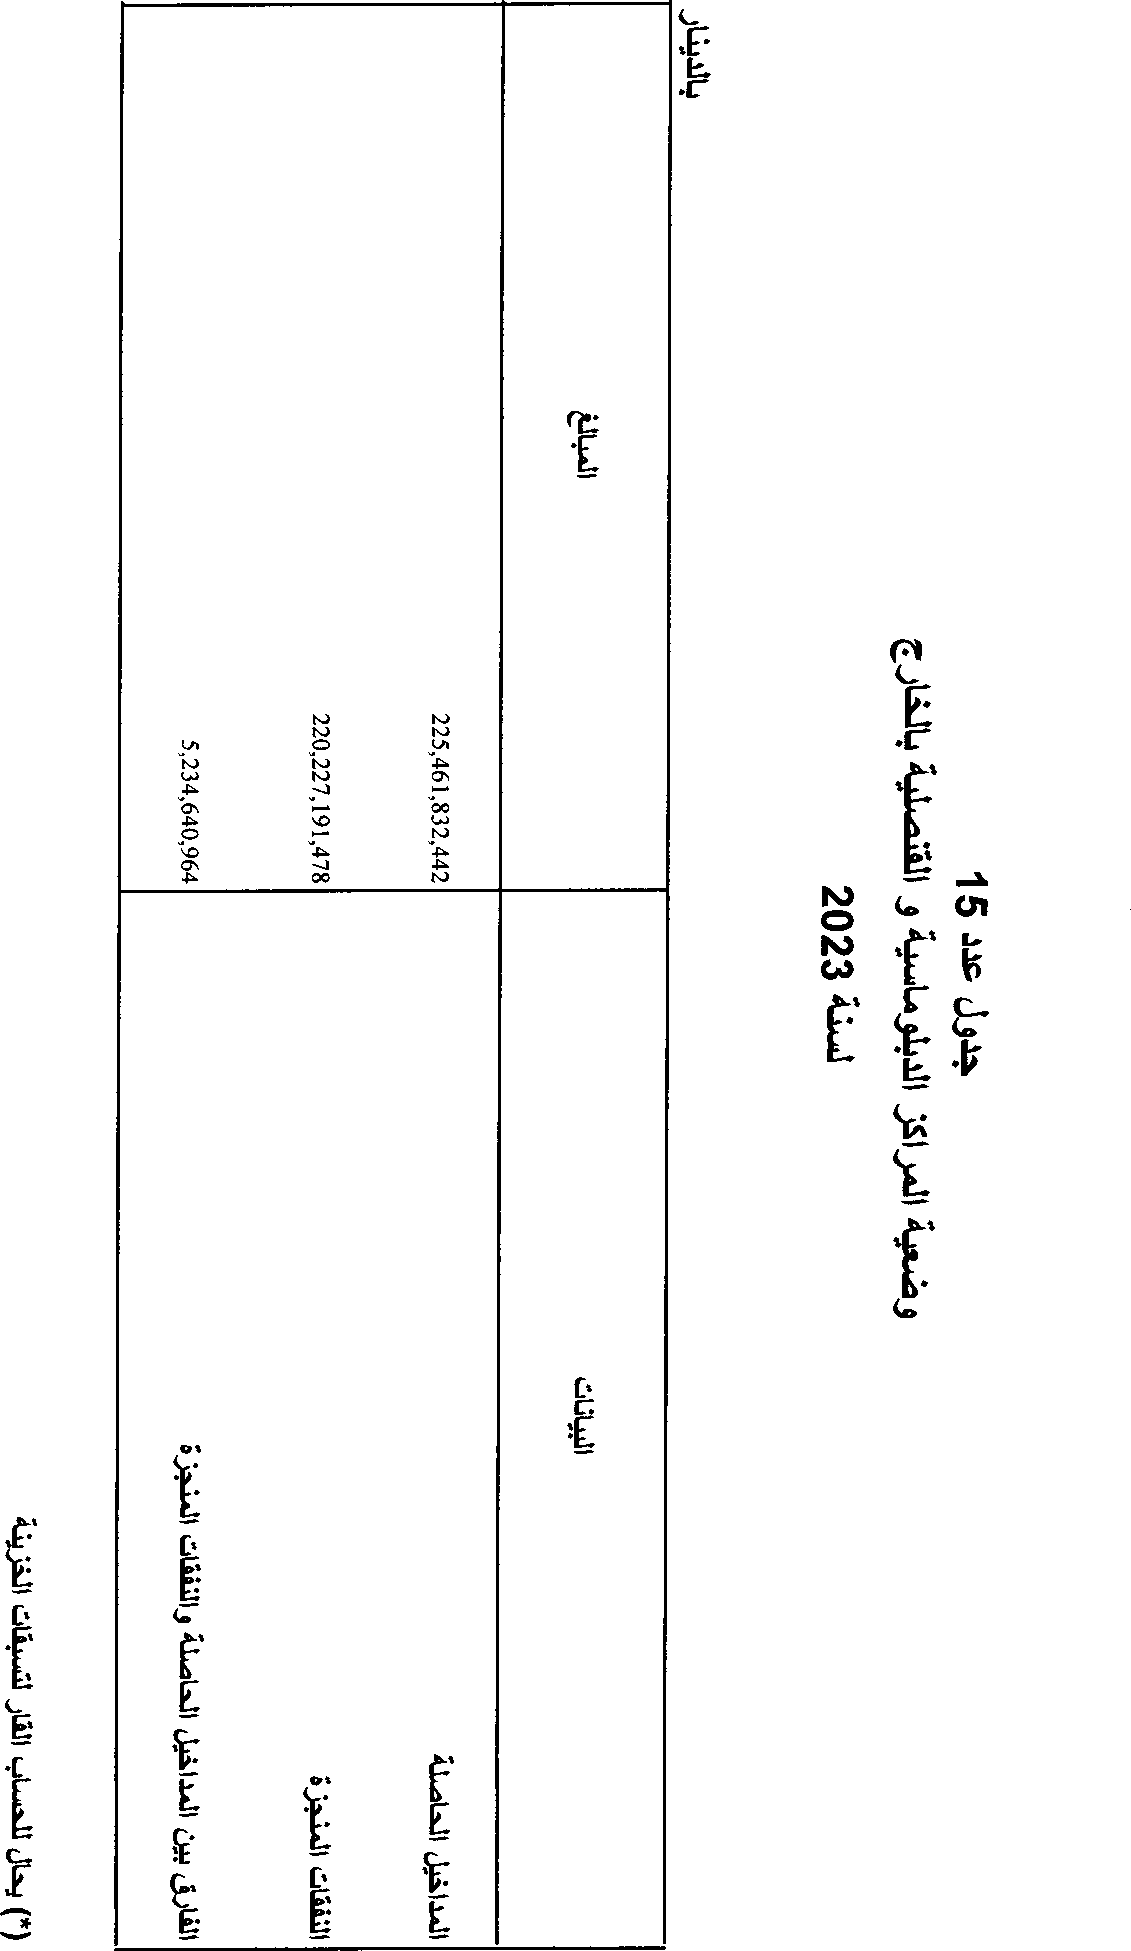 جدول عدد 15
وضعية المراكز الدبلوماسية و القنصلية بالخارج
لسنة 2023
بالدينار
البيانات المبالغ
المداخيل الحاصلة 225,461,832,442
النفقات المنجزة 220,227,191,478
الفارق بين المداخيل الحاصلة والنفقات المنجزة 5,234,640,964
(*) يحال للحساب القار لتسبقات الخزينة